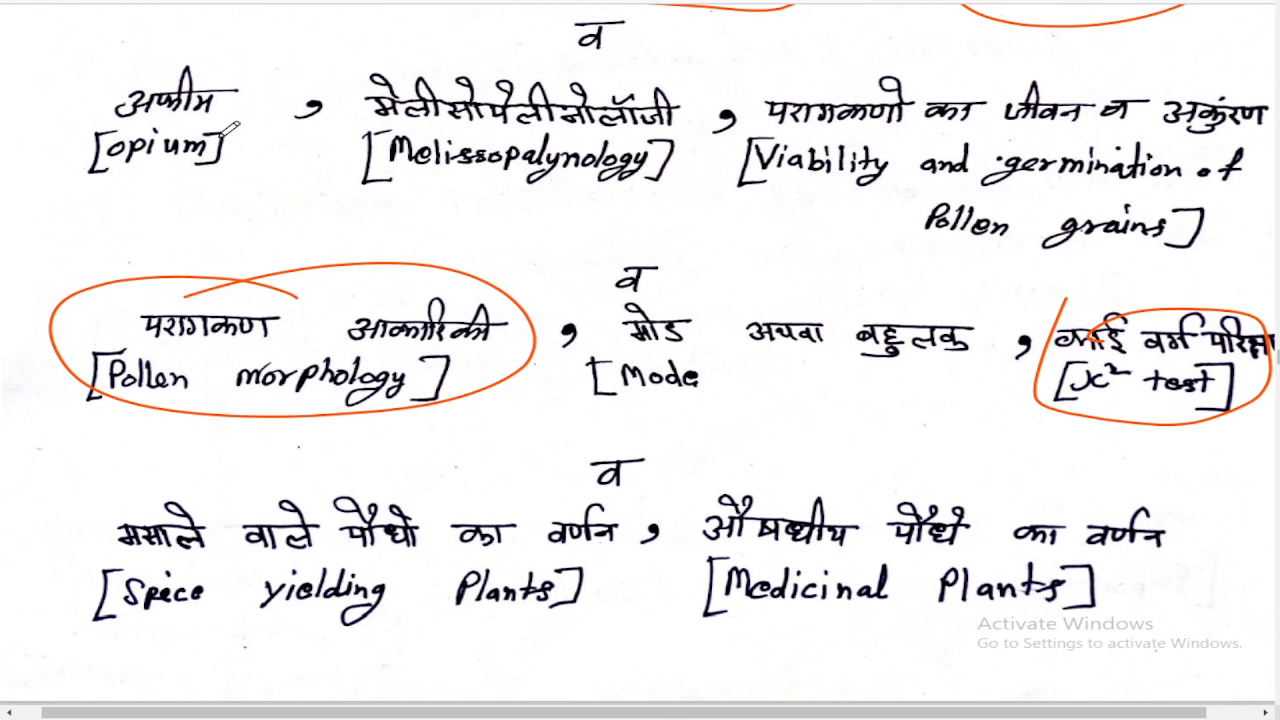 व
अफीम , मेलीसोपेलीनोलॉजी , परागकणो का जीवन व अकुंरण
[opium] [Melissopalynology] [Viability and germination of
Pollen grains]
व
परागकण आकारिकी , मोड अथवा बहुलक , काई वर्ग परिक्षा
[Pollen morphology] [Mode [x² test]
व
मसाले वाले पौधो का वर्णन , औषधीय पौधे का वर्णन
[Spice yielding Plants] [Medicinal Plants]
Activate Windows
Go to Settings to activate Windows.